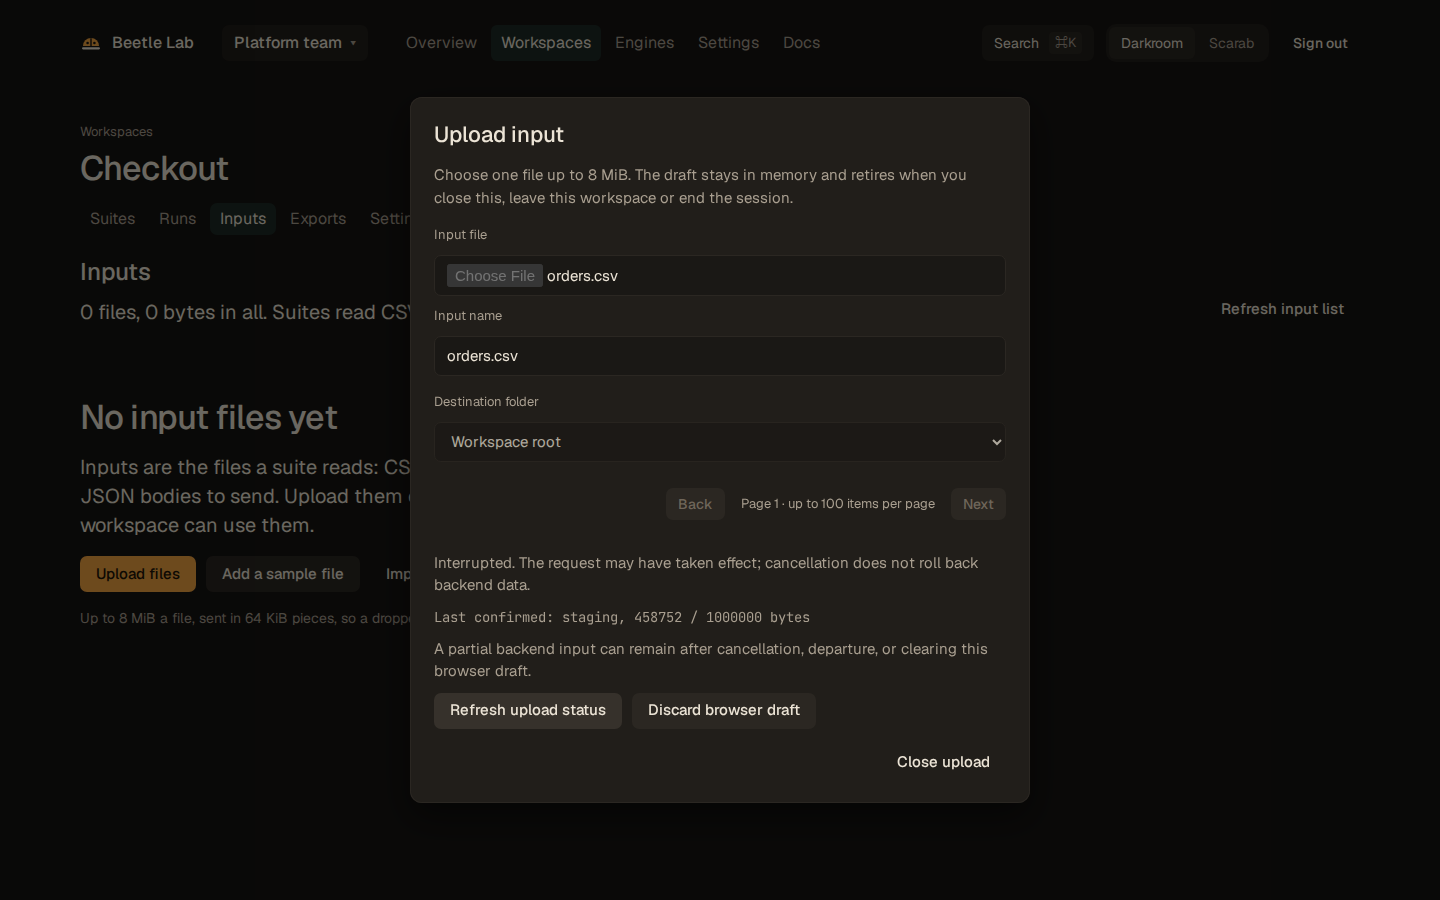 Beetle Lab
Platform team
Overview
Workspaces
Engines
Settings
Docs
Search ⌘K
Darkroom
Scarab
Sign out
Workspaces
Checkout
Suites
Runs
Inputs
Exports
Inputs
0 files, 0 bytes in all. Suites read
Refresh input list
No input files yet
Inputs are the files a suite reads:
JSON bodies to send. Upload them
workspace can use them.
Upload files
Add a sample file
Up to 8 MiB a file, sent in 64 KiB pieces, so a
Upload input
Choose one file up to 8 MiB. The draft stays in memory and retires when you
close this, leave this workspace or end the session.
Input file
Choose File orders.csv
Input name
orders.csv
Destination folder
Workspace root
Back
Page 1 · up to 100 items per page
Next
Interrupted. The request may have taken effect; cancellation does not roll back
backend data.
Last confirmed: staging, 458752 / 1000000 bytes
A partial backend input can remain after cancellation, departure, or clearing this
browser draft.
Refresh upload status
Discard browser draft
Close upload